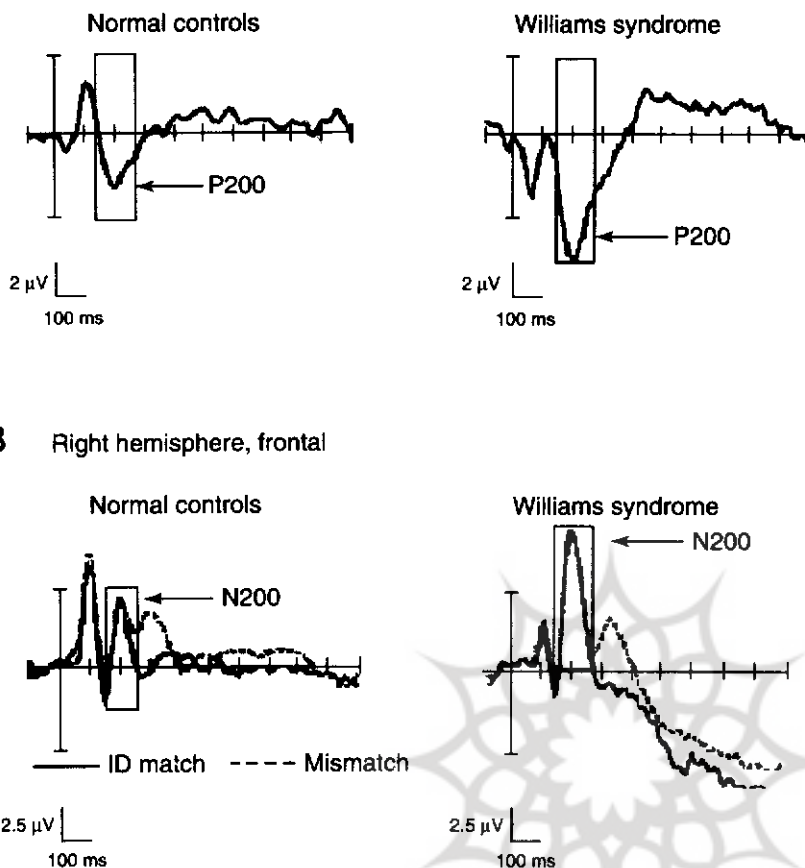 Normal controls
Williams syndrome
P200
P200
2 µV
100 ms
2 µV
100 ms
Right hemisphere, frontal
Normal controls
Williams syndrome
N200
N200
ID match
Mismatch
2.5 µV
100 ms
2.5 µV
100 ms